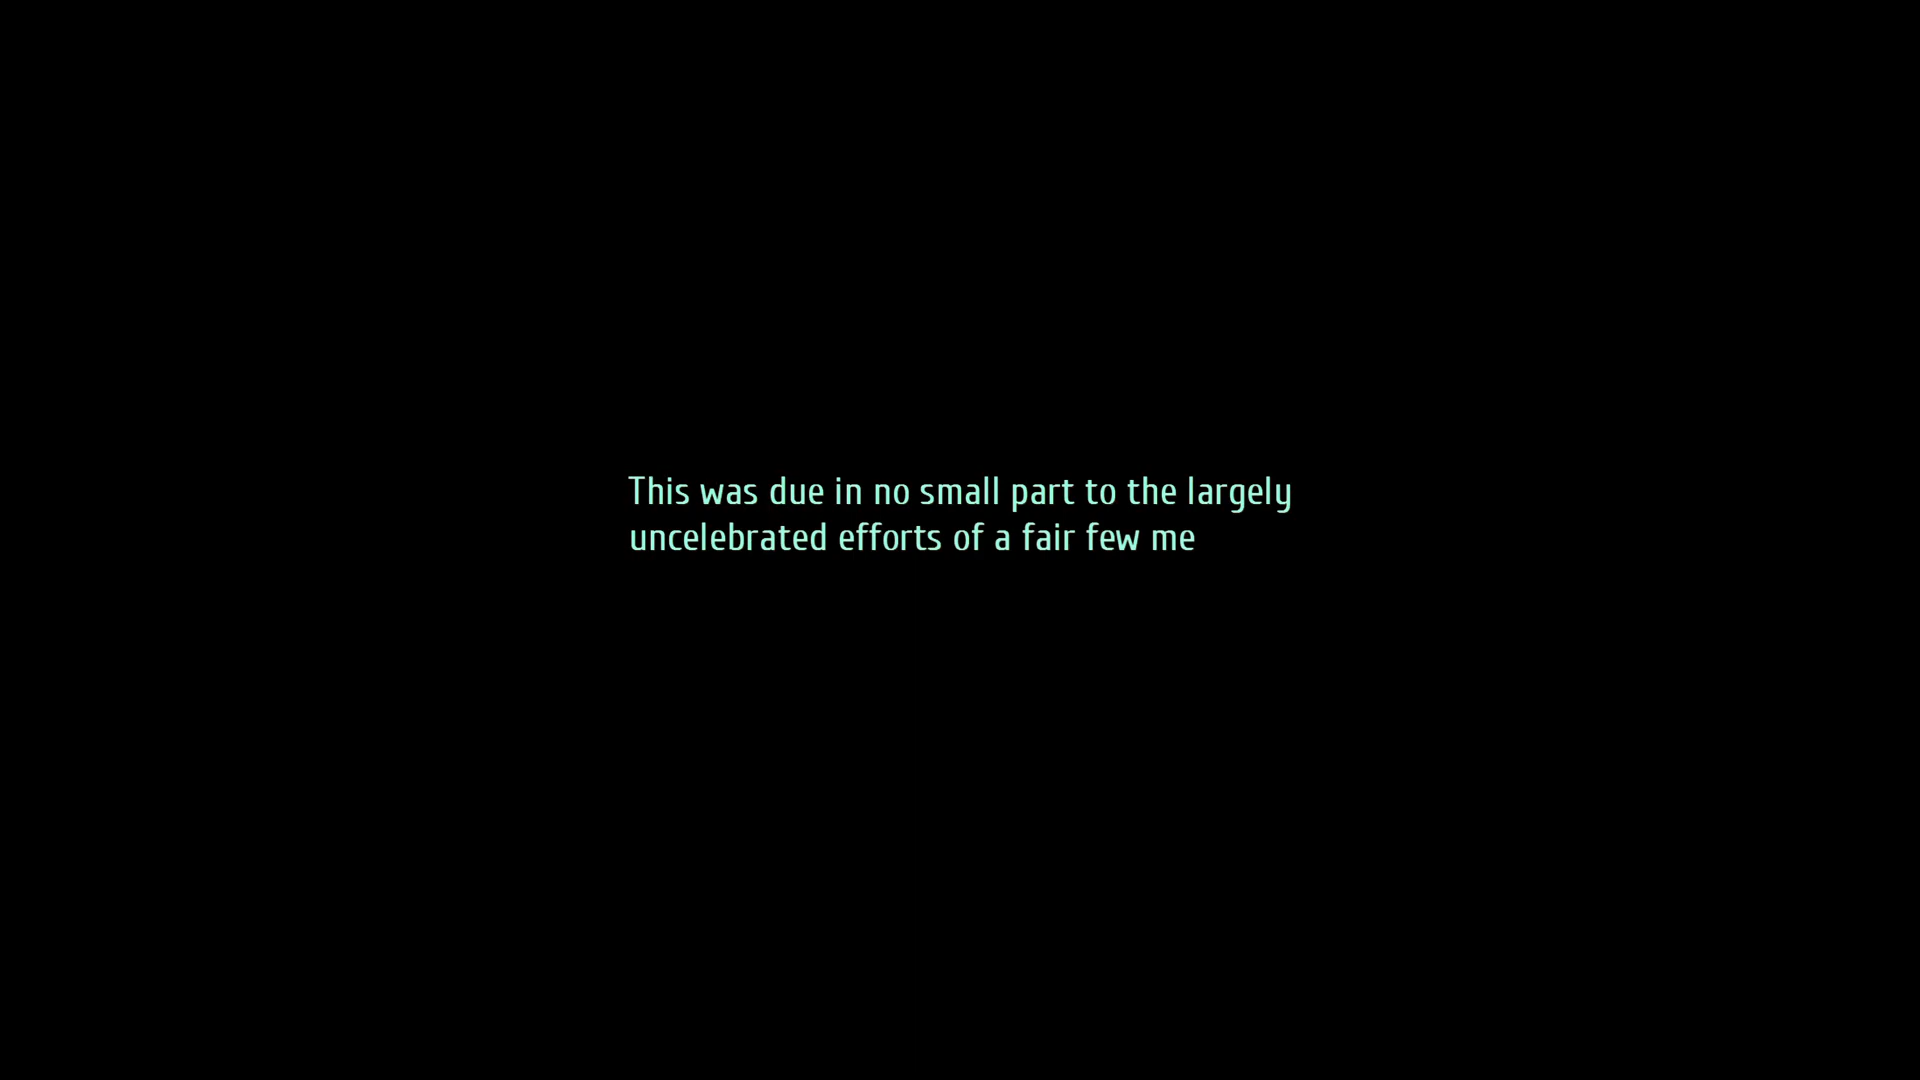 This was due in no small part to the largely
uncelebrated efforts of a fair few me